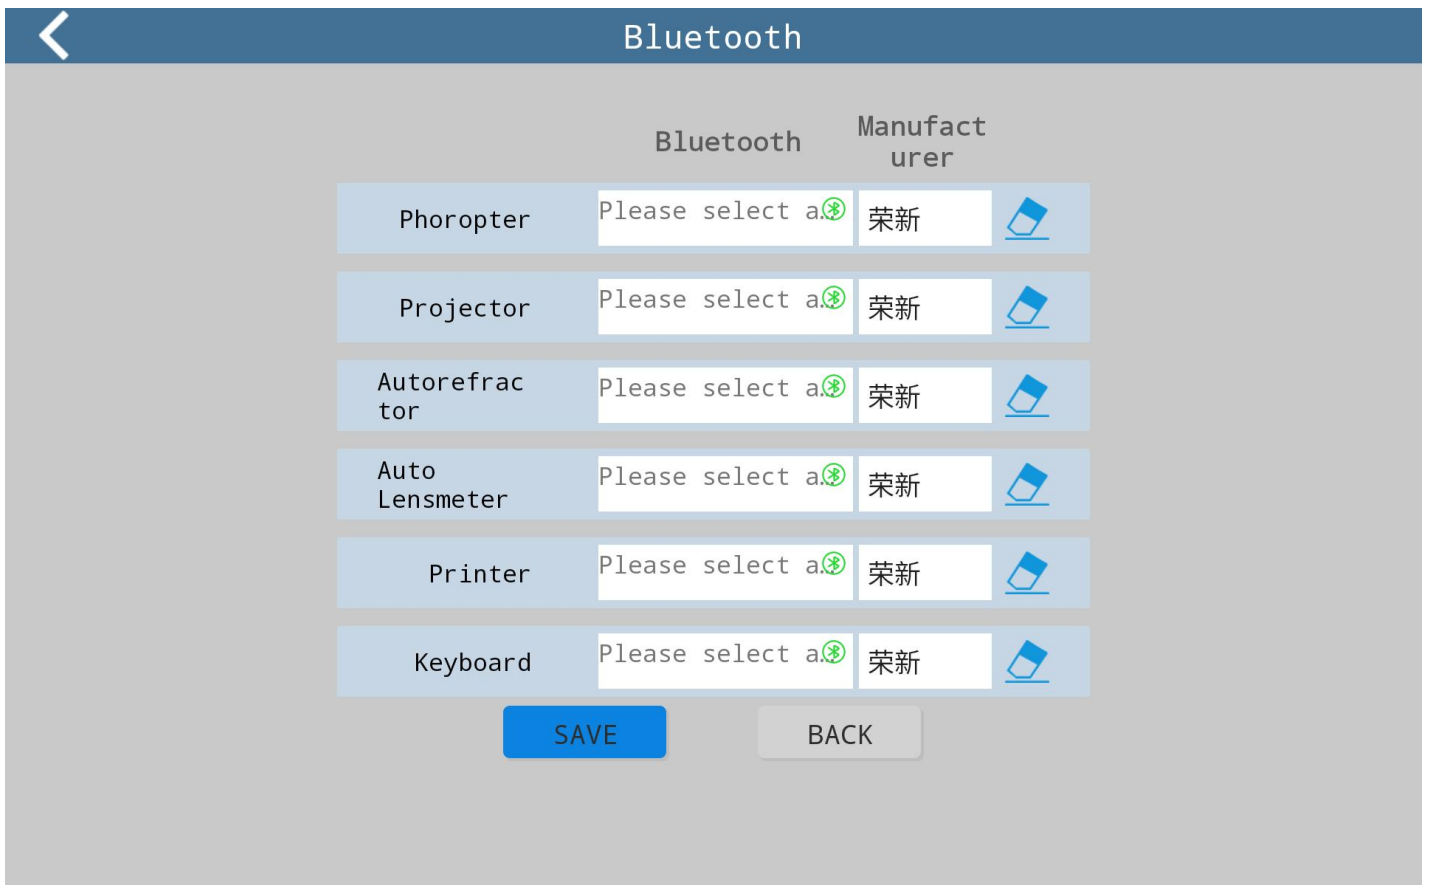 Bluetooth
Bluetooth
Manufact
urer
Phoropter
Please select a…
荣新
Projector
Please select a…
荣新
Autorefrac
tor
Please select a…
荣新
Auto
Lensmeter
Please select a…
荣新
Printer
Please select a…
荣新
Keyboard
Please select a…
荣新
SAVE
BACK